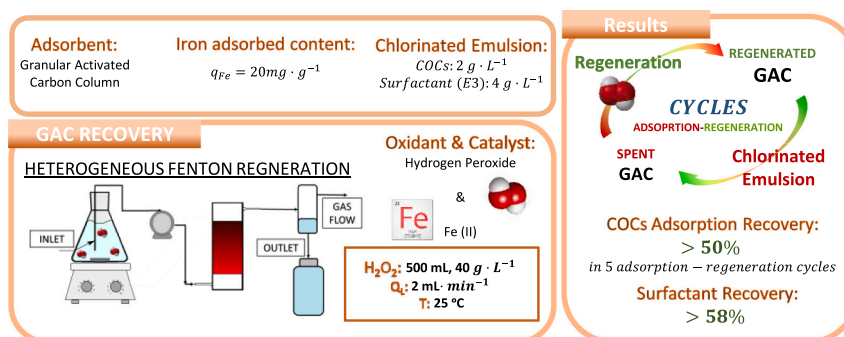 Adsorbent:
Granular Activated
Carbon Column
Iron adsorbed content:
q_Fe = 20mg · g⁻¹
Chlorinated Emulsion:
COCs: 2 g · L⁻¹
Surfactant (E3): 4 g · L⁻¹
GAC RECOVERY
HETEROGENEOUS FENTON REGNERATION
INLET
GAS
FLOW
OUTLET
Oxidant & Catalyst:
Hydrogen Peroxide
&
Fe
Fe (II)
H₂O₂: 500 mL, 40 g · L⁻¹
Q_L: 2 mL· min⁻¹
T: 25 °C
Results
Regeneration
REGENERATED
GAC
CYCLES
ADSOPRTION-REGENERATION
SPENT
GAC
Chlorinated
Emulsion
COCs Adsorption Recovery:
> 50%
in 5 adsorption − regeneration cycles
Surfactant Recovery:
> 58%